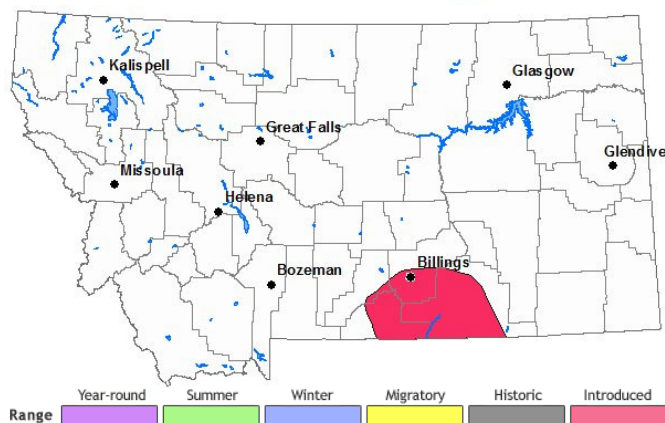 Kalispell
Glasgow
Great Falls
Glendive
Missoula
Helena
Billings
Bozeman
Year-round Summer Winter Migratory Historic Introduced
Range